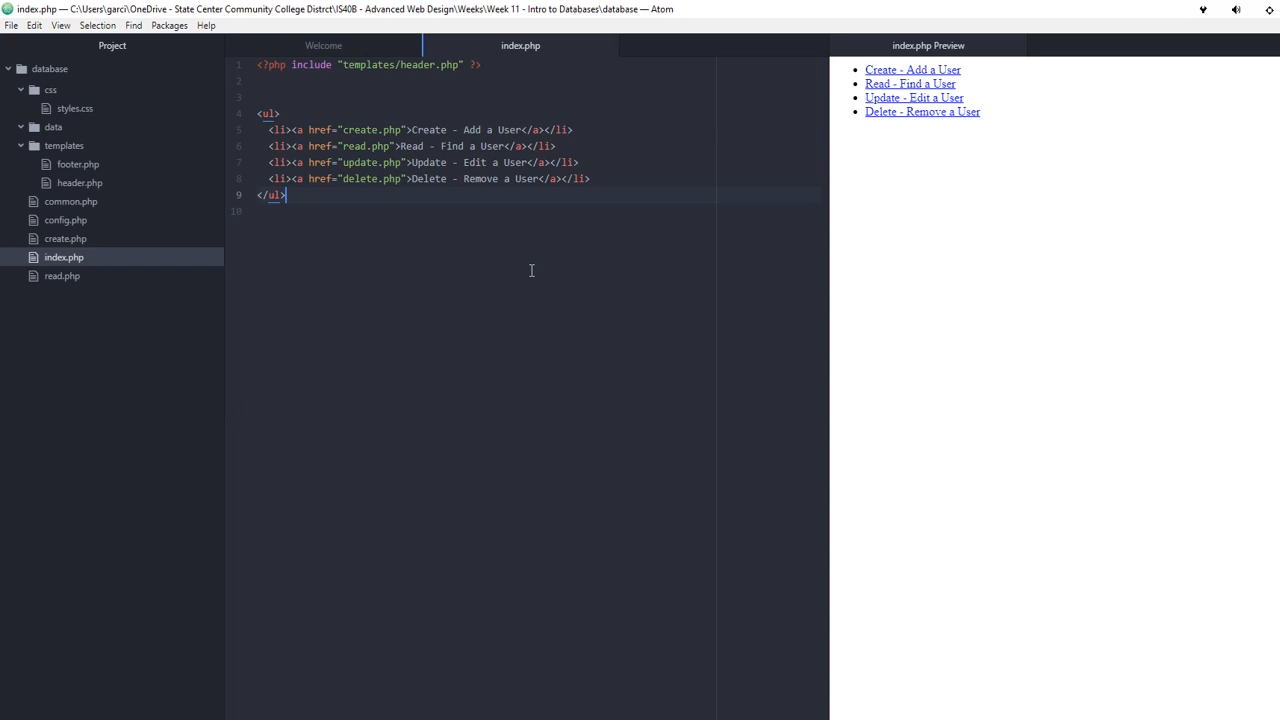 index.php — C:\Users\garci\OneDrive - State Center Community College Distrct\IS40B - Advanced Web Design\Weeks\Week 11 - Intro to Databases\database — Atom
File Edit View Selection Find Packages Help
Project
Welcome
index.php
index.php Preview
database
css
styles.css
data
templates
footer.php
header.php
common.php
config.php
create.php
index.php
read.php
1 <?php include "templates/header.php" ?>
2
3
4 <ul>
5 <li><a href="create.php">Create - Add a User</a></li>
6 <li><a href="read.php">Read - Find a User</a></li>
7 <li><a href="update.php">Update - Edit a User</a></li>
8 <li><a href="delete.php">Delete - Remove a User</a></li>
9 </ul>
10
• Create - Add a User
• Read - Find a User
• Update - Edit a User
• Delete - Remove a User